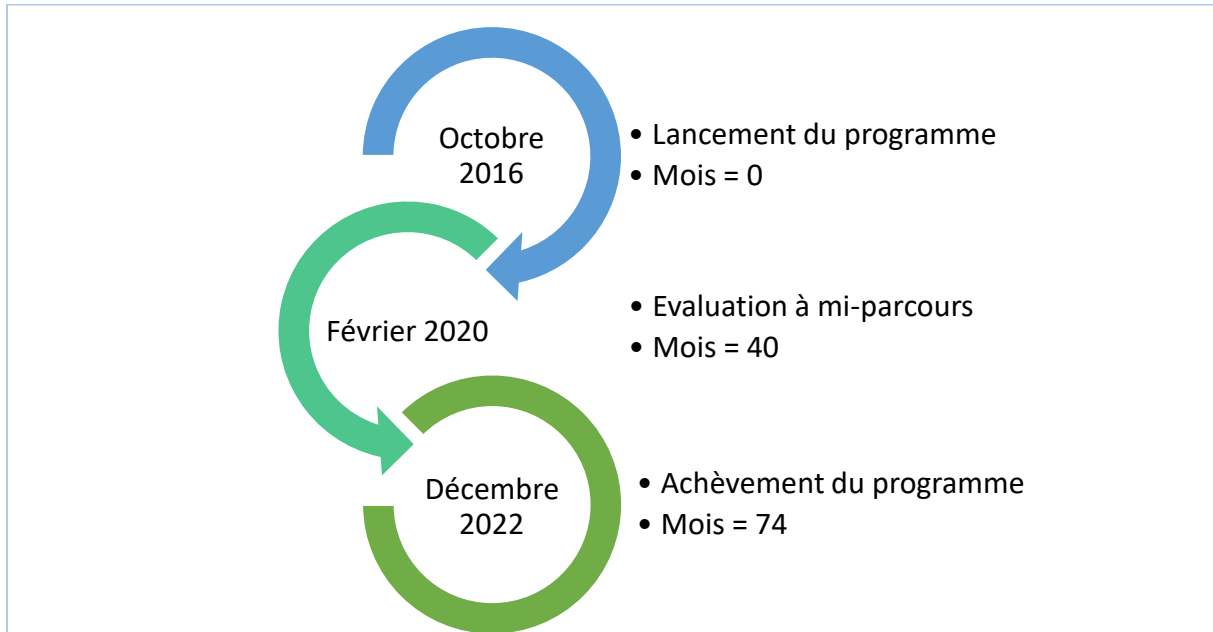 Octobre
2016
• Lancement du programme
• Mois = 0
Février 2020
• Evaluation à mi-parcours
• Mois = 40
Décembre
2022
• Achèvement du programme
• Mois = 74